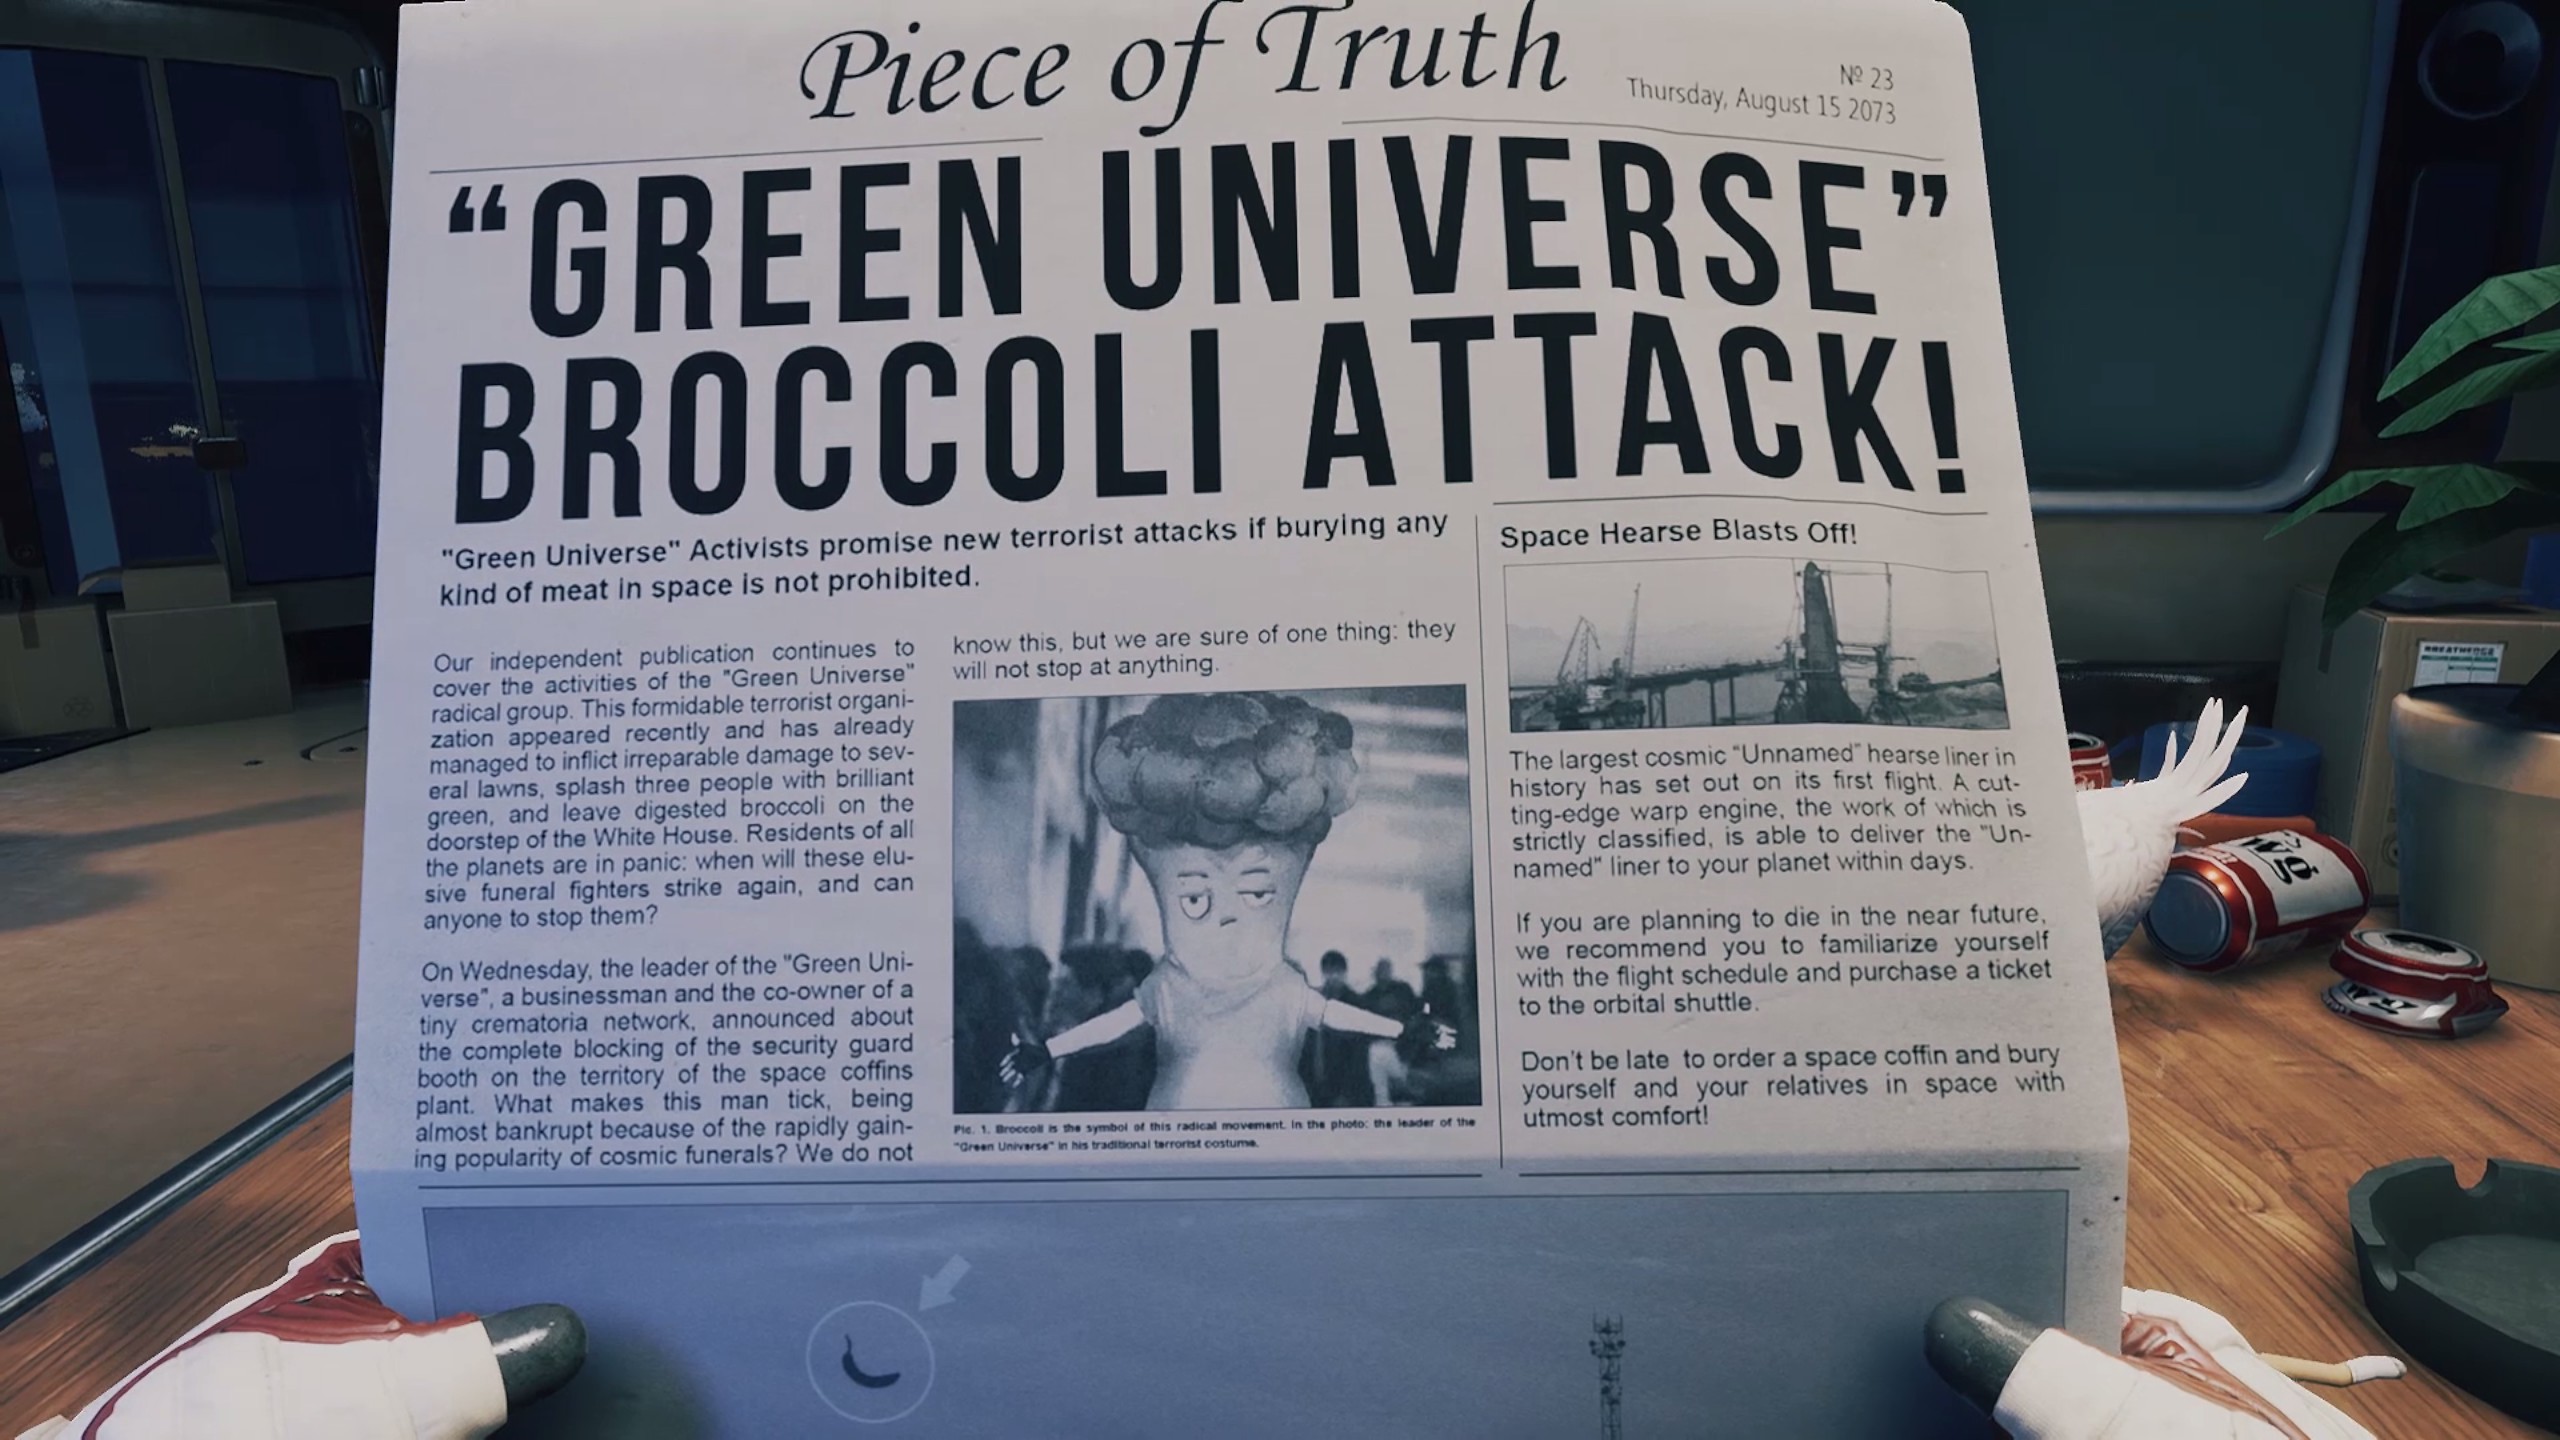 Piece of Truth
№ 23
Thursday, August 15 2073
“GREEN UNIVERSE”
BROCCOLI ATTACK!
"Green Universe" Activists promise new terrorist attacks if burying any
kind of meat in space is not prohibited.
Our independent publication continues to
cover the activities of the "Green Universe"
radical group. This formidable terrorist organi-
zation appeared recently and has already
managed to inflict irreparable damage to sev-
eral lawns, splash three people with brilliant
green, and leave digested broccoli on the
doorstep of the White House. Residents of all
the planets are in panic: when will these elu-
sive funeral fighters strike again, and can
anyone to stop them?
On Wednesday, the leader of the "Green Uni-
verse", a businessman and the co-owner of a
tiny crematoria network, announced about
the complete blocking of the security guard
booth on the territory of the space coffins
plant. What makes this man tick, being
almost bankrupt because of the rapidly gain-
ing popularity of cosmic funerals? We do not
know this, but we are sure of one thing: they
will not stop at anything.
Pic. 1. Broccoli is the symbol of this radical movement. In the photo: the leader of the
"Green Universe" in his traditional terrorist costume.
Space Hearse Blasts Off!
The largest cosmic “Unnamed” hearse liner in
history has set out on its first flight. A cut-
ting-edge warp engine, the work of which is
strictly classified, is able to deliver the "Un-
named" liner to your planet within days.
If you are planning to die in the near future,
we recommend you to familiarize yourself
with the flight schedule and purchase a ticket
to the orbital shuttle.
Don't be late to order a space coffin and bury
yourself and your relatives in space with
utmost comfort!
BREATHEDGE